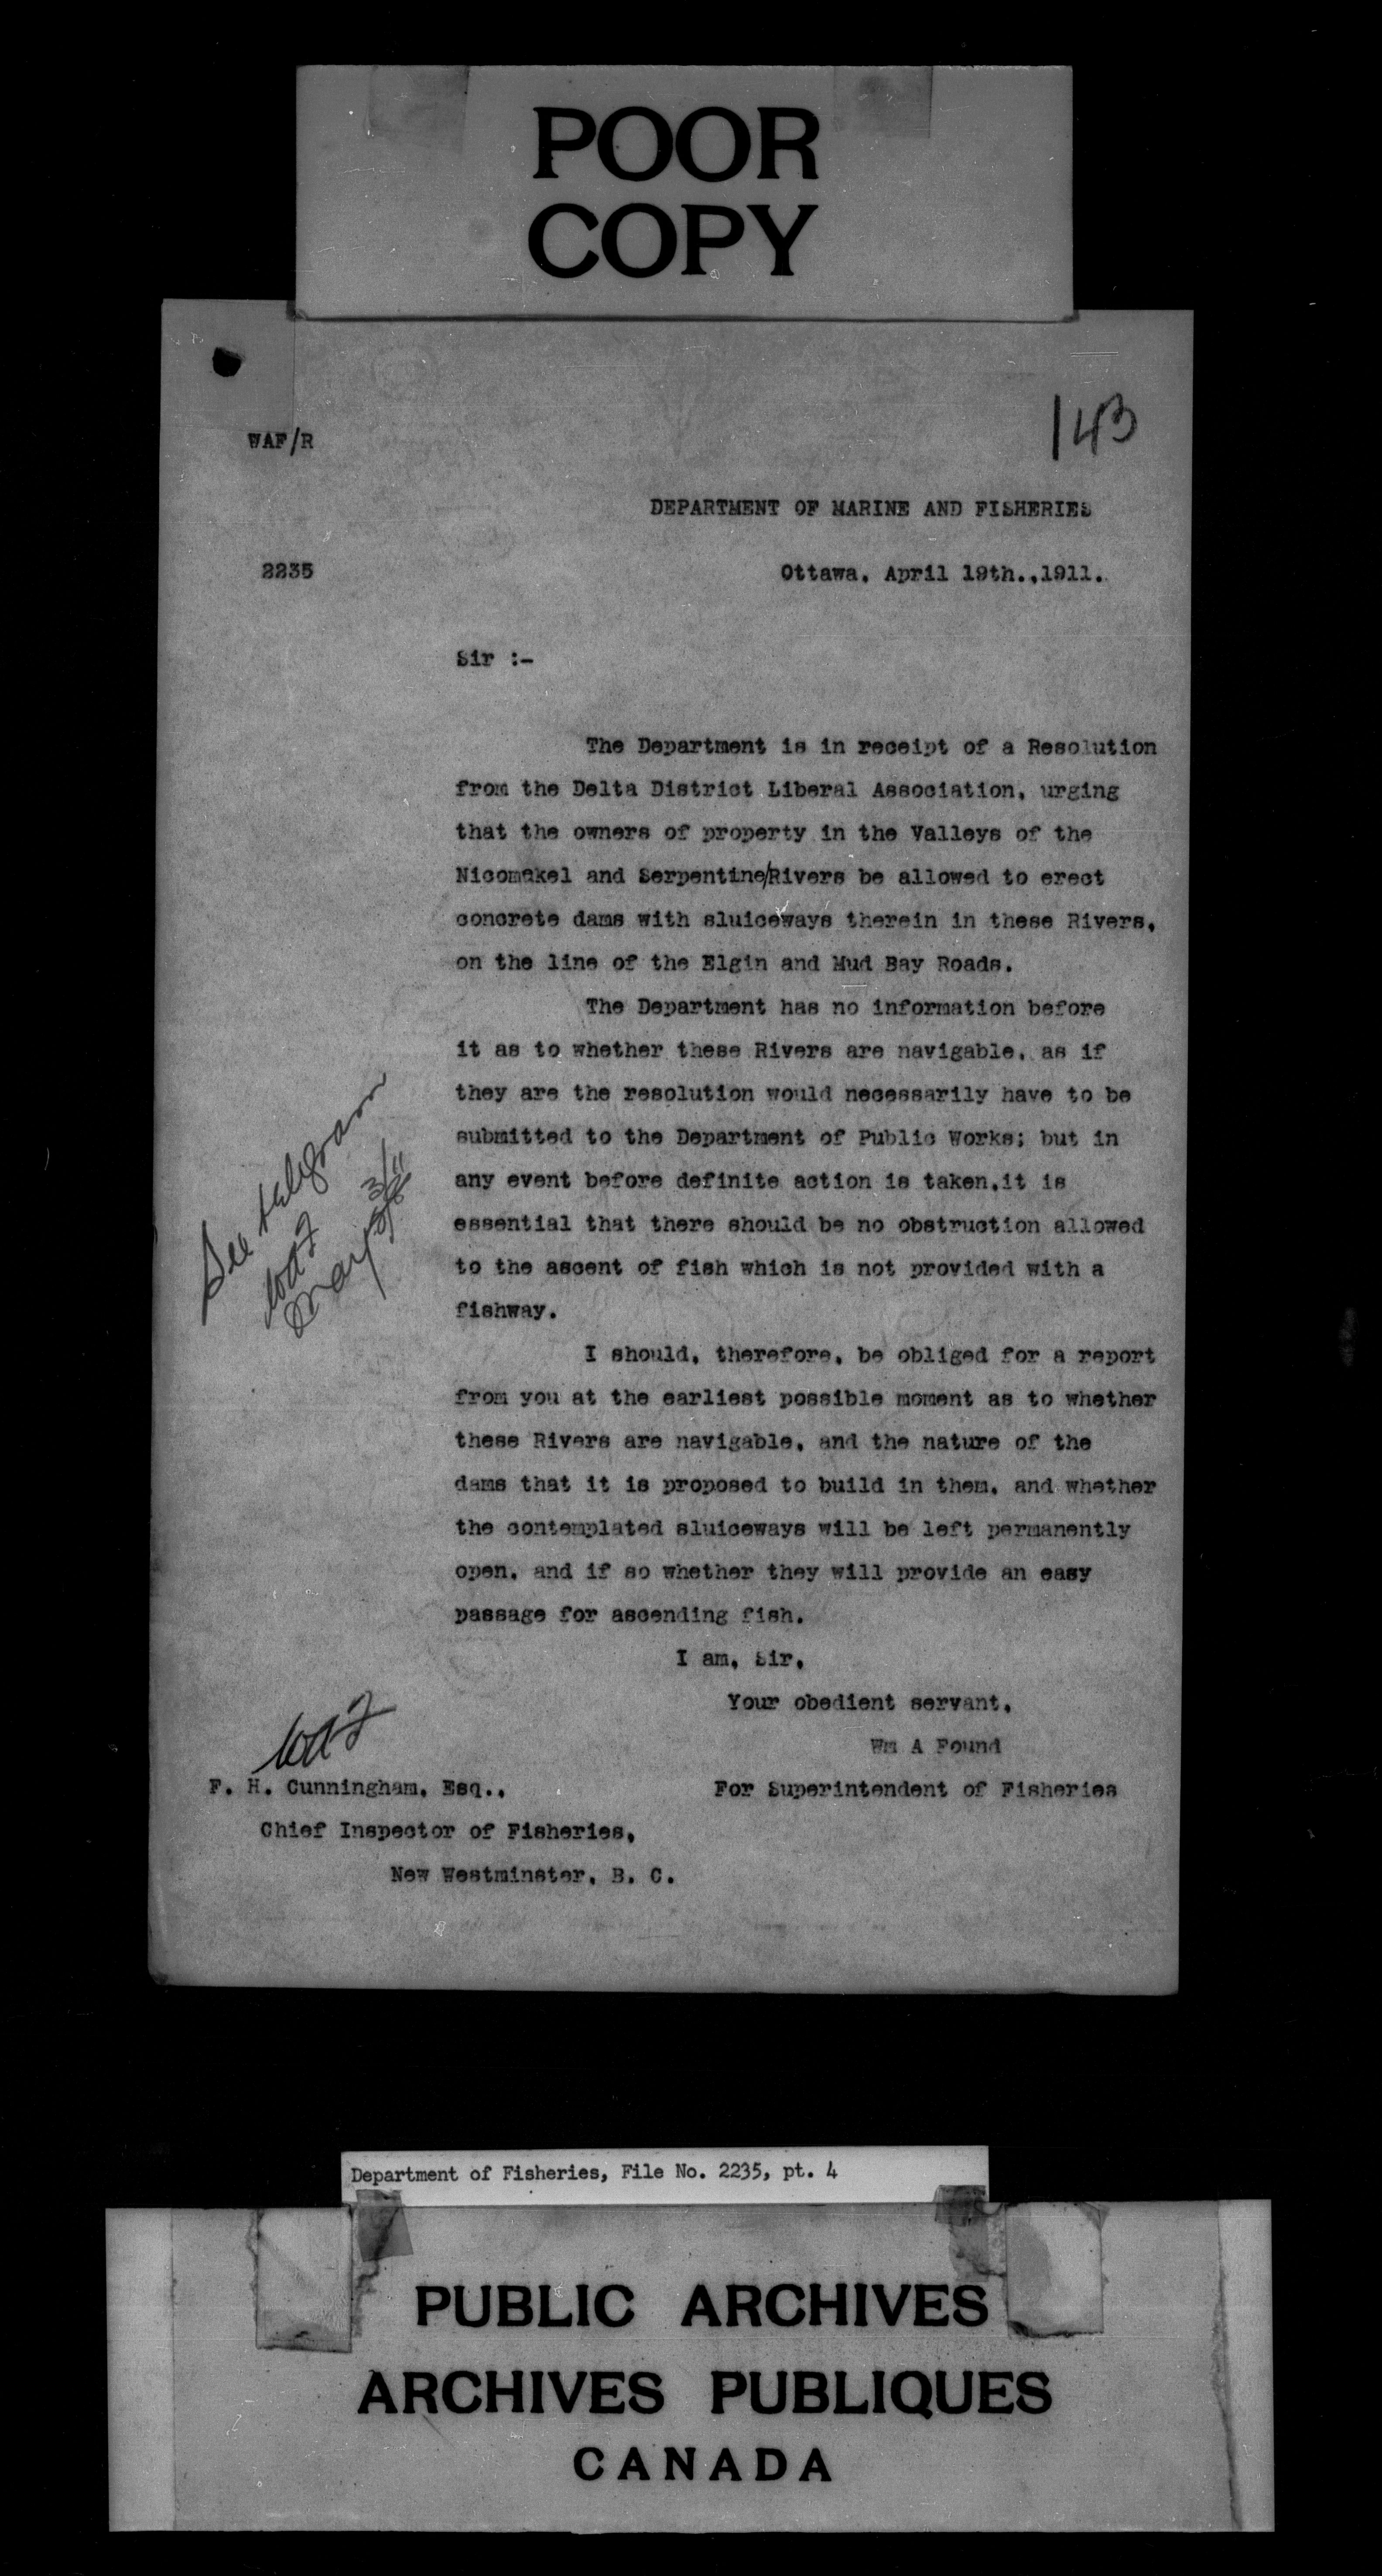 POOR
COPY
143
WAF/R
DEPARTMENT OF MARINE AND FISHERIES
2235
Ottawa, April 19th.,1911.
Sir :-
The Department is in receipt of a Resolution
from the Delta District Liberal Association, urging
that the owners of property in the Valleys of the
Nicomekel and Serpentine/Rivers be allowed to erect
concrete dams with sluiceways therein in these Rivers,
on the line of the Elgin and Mud Bay Roads.
The Department has no information before
it as to whether these Rivers are navigable, as if
they are the resolution would necessarily have to be
submitted to the Department of Public Works; but in
any event before definite action is taken,it is
essential that there should be no obstruction allowed
to the ascent of fish which is not provided with a
fishway.
See telegram
May 3/11
I should, therefore, be obliged for a report
from you at the earliest possible moment as to whether
these Rivers are navigable, and the nature of the
dams that it is proposed to build in them, and whether
the contemplated sluiceways will be left permanently
open, and if so whether they will provide an easy
passage for ascending fish.
I am, Sir,
Your obedient servant,
Wm A Found
For Superintendent of Fisheries
F. H. Cunningham, Esq.,
Chief Inspector of Fisheries,
New Westminster, B. C.
Department of Fisheries, File No. 2235, pt. 4
PUBLIC ARCHIVES
ARCHIVES PUBLIQUES
CANADA